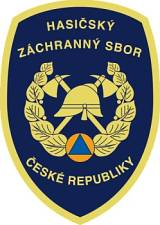 HASIČSKÝ
ZÁCHRANNÝ SBOR
ČESKÉ REPUBLIKY